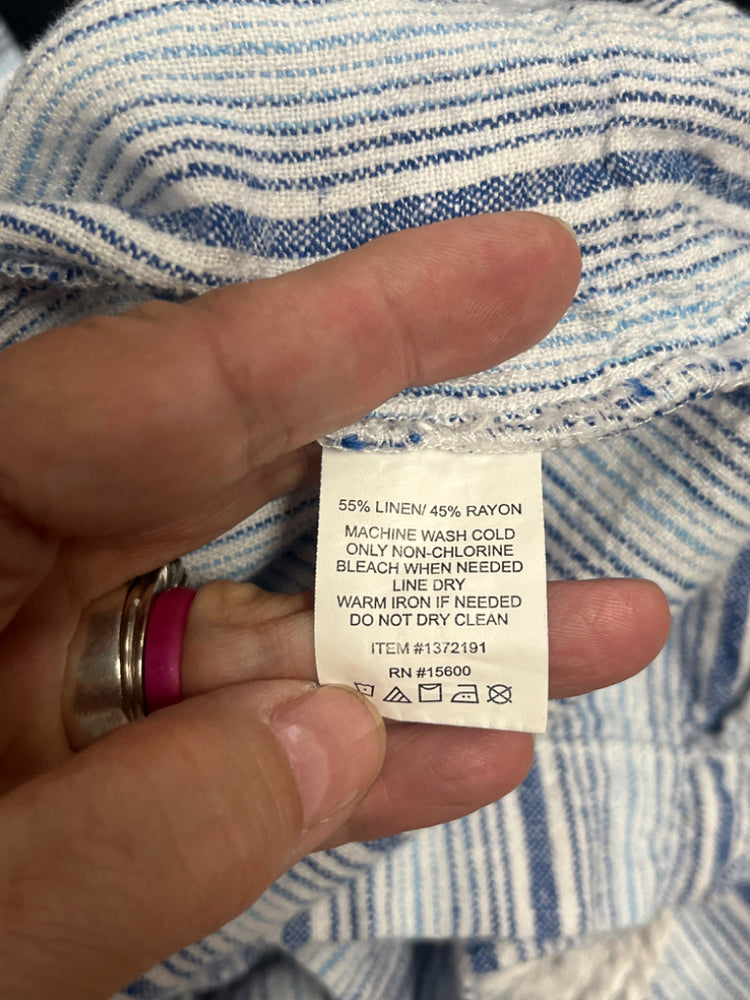 55% LINEN/ 45% RAYON
MACHINE WASH COLD
ONLY NON-CHLORINE
BLEACH WHEN NEEDED
LINE DRY
WARM IRON IF NEEDED
DO NOT DRY CLEAN
ITEM #1372191
RN #15600